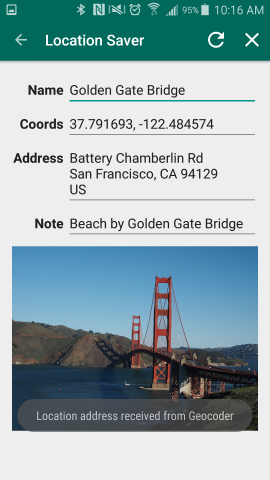 95% 10:16 AM
Location Saver
Name Golden Gate Bridge
Coords 37.791693, -122.484574
Address Battery Chamberlin Rd
San Francisco, CA 94129
US
Note Beach by Golden Gate Bridge
Location address received from Geocoder